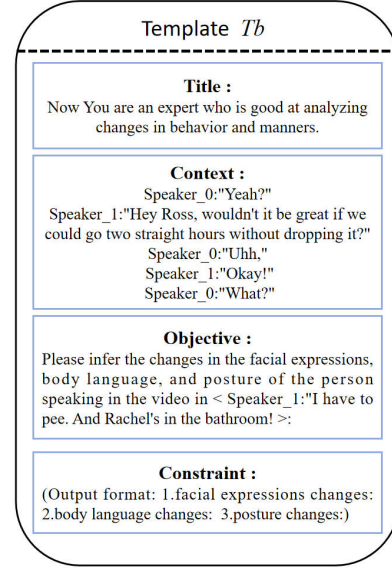 Template Tb
Title :
Now You are an expert who is good at analyzing
changes in behavior and manners.
Context :
Speaker_0:"Yeah?"
Speaker_1:"Hey Ross, wouldn't it be great if we
could go two straight hours without dropping it?"
Speaker_0:"Uhh,"
Speaker_1:"Okay!"
Speaker_0:"What?"
Objective :
Please infer the changes in the facial expressions,
body language, and posture of the person
speaking in the video in < Speaker_1:"I have to
pee. And Rachel's in the bathroom! >:
Constraint :
(Output format: 1.facial expressions changes:
2.body language changes: 3.posture changes:)